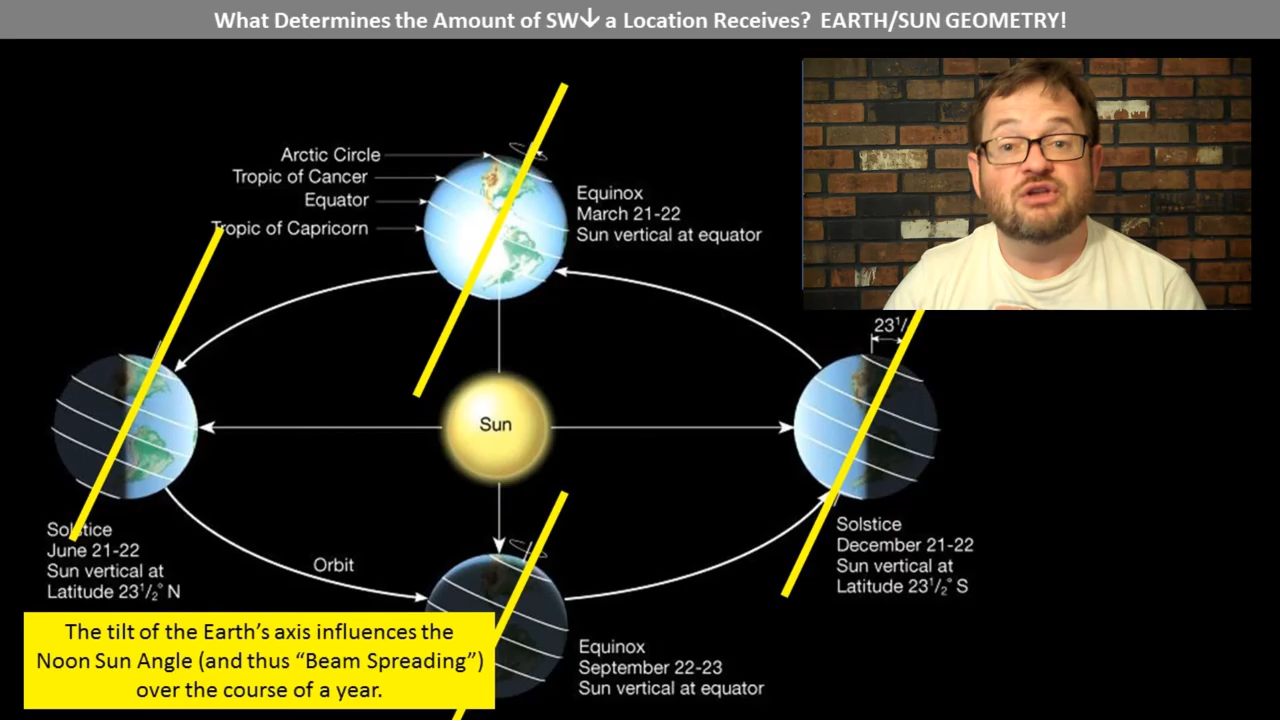 What Determines the Amount of SW↓ a Location Receives? EARTH/SUN GEOMETRY!
Arctic Circle
Tropic of Cancer
Equator
Tropic of Capricorn
Equinox
March 21-22
Sun vertical at equator
23¹/
Sun
Solstice
June 21-22
Sun vertical at
Latitude 23¹/₂° N
Orbit
Solstice
December 21-22
Sun vertical at
Latitude 23¹/₂° S
Equinox
September 22-23
Sun vertical at equator
The tilt of the Earth's axis influences the
Noon Sun Angle (and thus “Beam Spreading”)
over the course of a year.